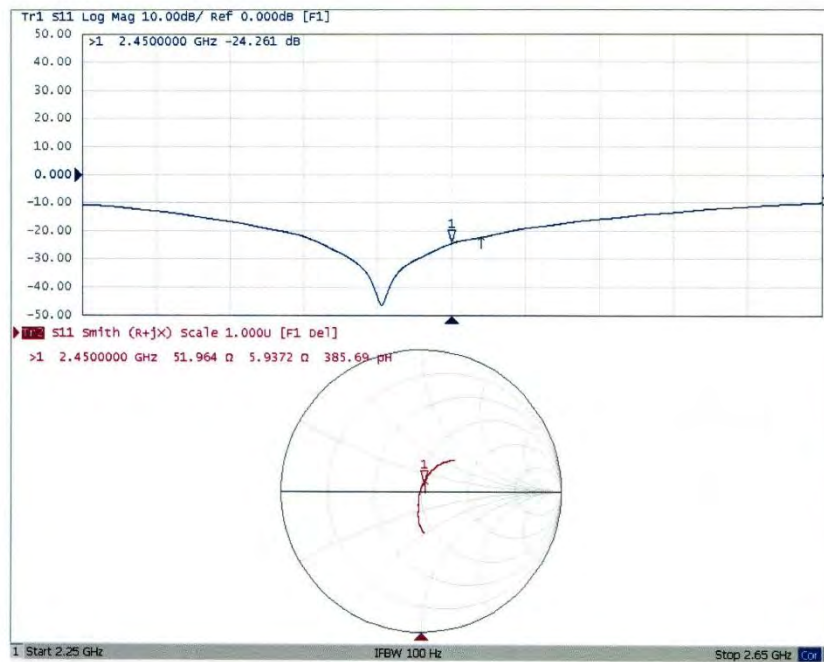 Tr1 S11 Log Mag 10.00dB/ Ref 0.000dB [F1]
50.00
>1 2.4500000 GHz -24.261 dB
40.00
30.00
20.00
10.00
0.000
-10.00
1
-20.00
-30.00
-40.00
-50.00
Tr2 S11 Smith (R+jX) Scale 1.000U [F1 Del]
>1 2.4500000 GHz 51.964 Ω 5.9372 Ω 385.69 pH
1
1 Start 2.25 GHz IFBW 100 Hz Stop 2.65 GHz Cor